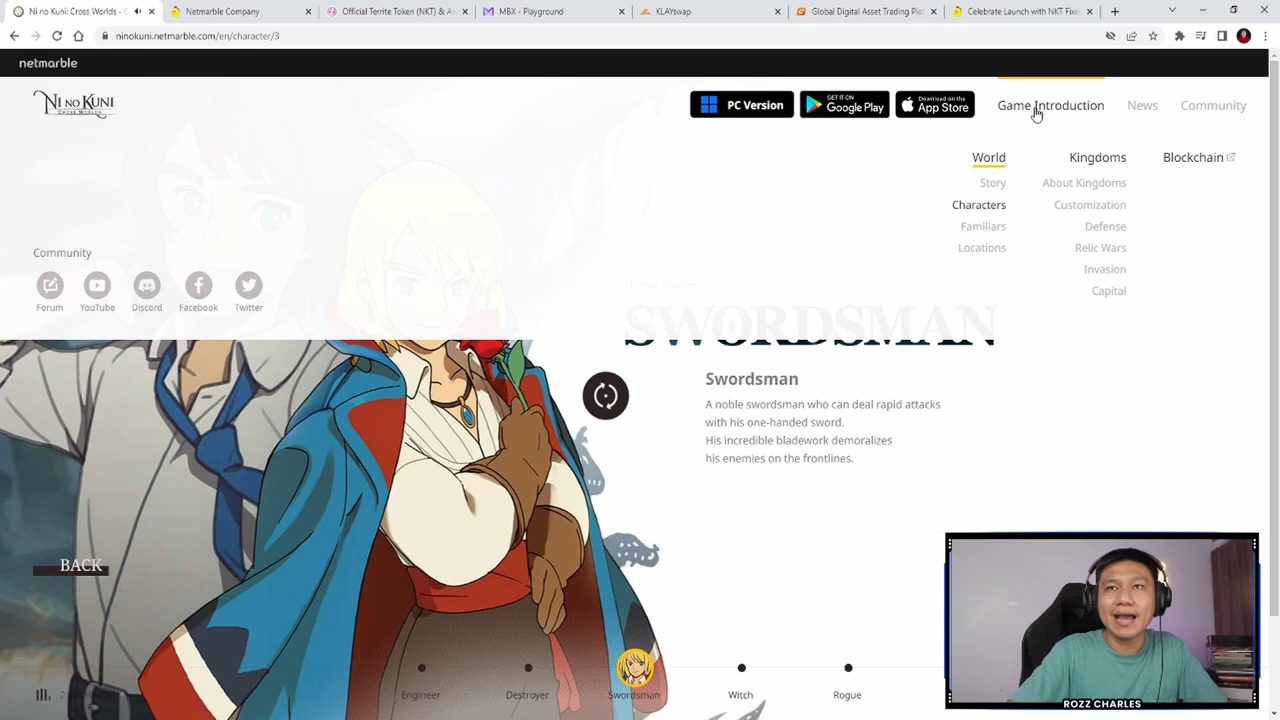 Ni no Kuni: Cross Worlds - O
Netmarble Company
Official Territe Token (NKT) & As
MBX - Playground
KLAYswap
Global Digital Asset Trading Plat
Celebrate Launch with NKT Fixe
ninokuni.netmarble.com/en/character/3
netmarble
NI NO KUNI
CROSS WORLDS
PC Version
GET IT ON
Google Play
Download on the
App Store
Game Introduction
News
Community
World
Kingdoms
Blockchain
Story
About Kingdoms
Characters
Customization
Familiars
Defense
Locations
Relic Wars
Invasion
Capital
Community
Forum
YouTube
Discord
Facebook
Twitter
SWORDSMAN
Swordsman
A noble swordsman who can deal rapid attacks
with his one-handed sword.
His incredible bladework demoralizes
his enemies on the frontlines.
BACK
Engineer
Destroyer
Swordsman
Witch
Rogue
ROZZ CHARLES